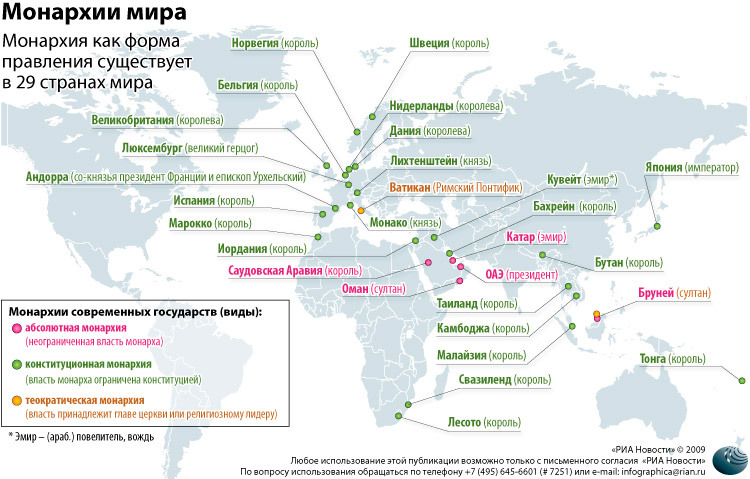 Монархии мира
Монархия как форма
правления существует
в 29 странах мира
Норвегия (король)
Швеция (король)
Бельгия (король)
Нидерланды (королева)
Великобритания (королева)
Дания (королева)
Люксембург (великий герцог)
Лихтенштейн (князь)
Андорра (со-князья президент Франции и епископ Урхельский)
Ватикан (Римский Понтифик)
Кувейт (эмир*)
Япония (император)
Испания (король)
Бахрейн (король)
Марокко (король)
Монако (князь)
Иордания (король)
Катар (эмир)
Саудовская Аравия (король)
Бутан (король)
Оман (султан)
ОАЭ (президент)
Таиланд (король)
Бруней (султан)
Камбоджа (король)
Малайзия (король)
Тонга (король)
Свазиленд (король)
Лесото (король)
Монархии современных государств (виды):
абсолютная монархия
(неограниченная власть монарха)
конституционная монархия
(власть монарха ограничена конституцией)
теократическая монархия
(власть принадлежит главе церкви или религиозному лидеру)
* Эмир – (араб.) повелитель, вождь
«РИА Новости» © 2009
Любое использование этой публикации возможно только с письменного согласия «РИА Новости»
По вопросу использования обращаться по телефону +7 (495) 645-6601 (# 7251) или e-mail: infographica@rian.ru